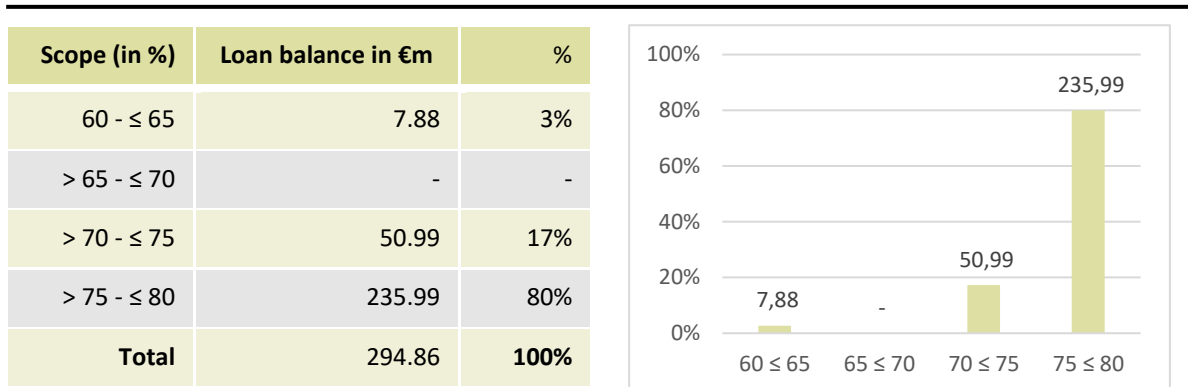 Scope (in %) Loan balance in €m %
60 - ≤ 65 7.88 3%
> 65 - ≤ 70 - -
> 70 - ≤ 75 50.99 17%
> 75 - ≤ 80 235.99 80%
Total 294.86 100%
100%
80%
60%
40%
20%
0%
7,88
-
50,99
235,99
60 ≤ 65 65 ≤ 70 70 ≤ 75 75 ≤ 80